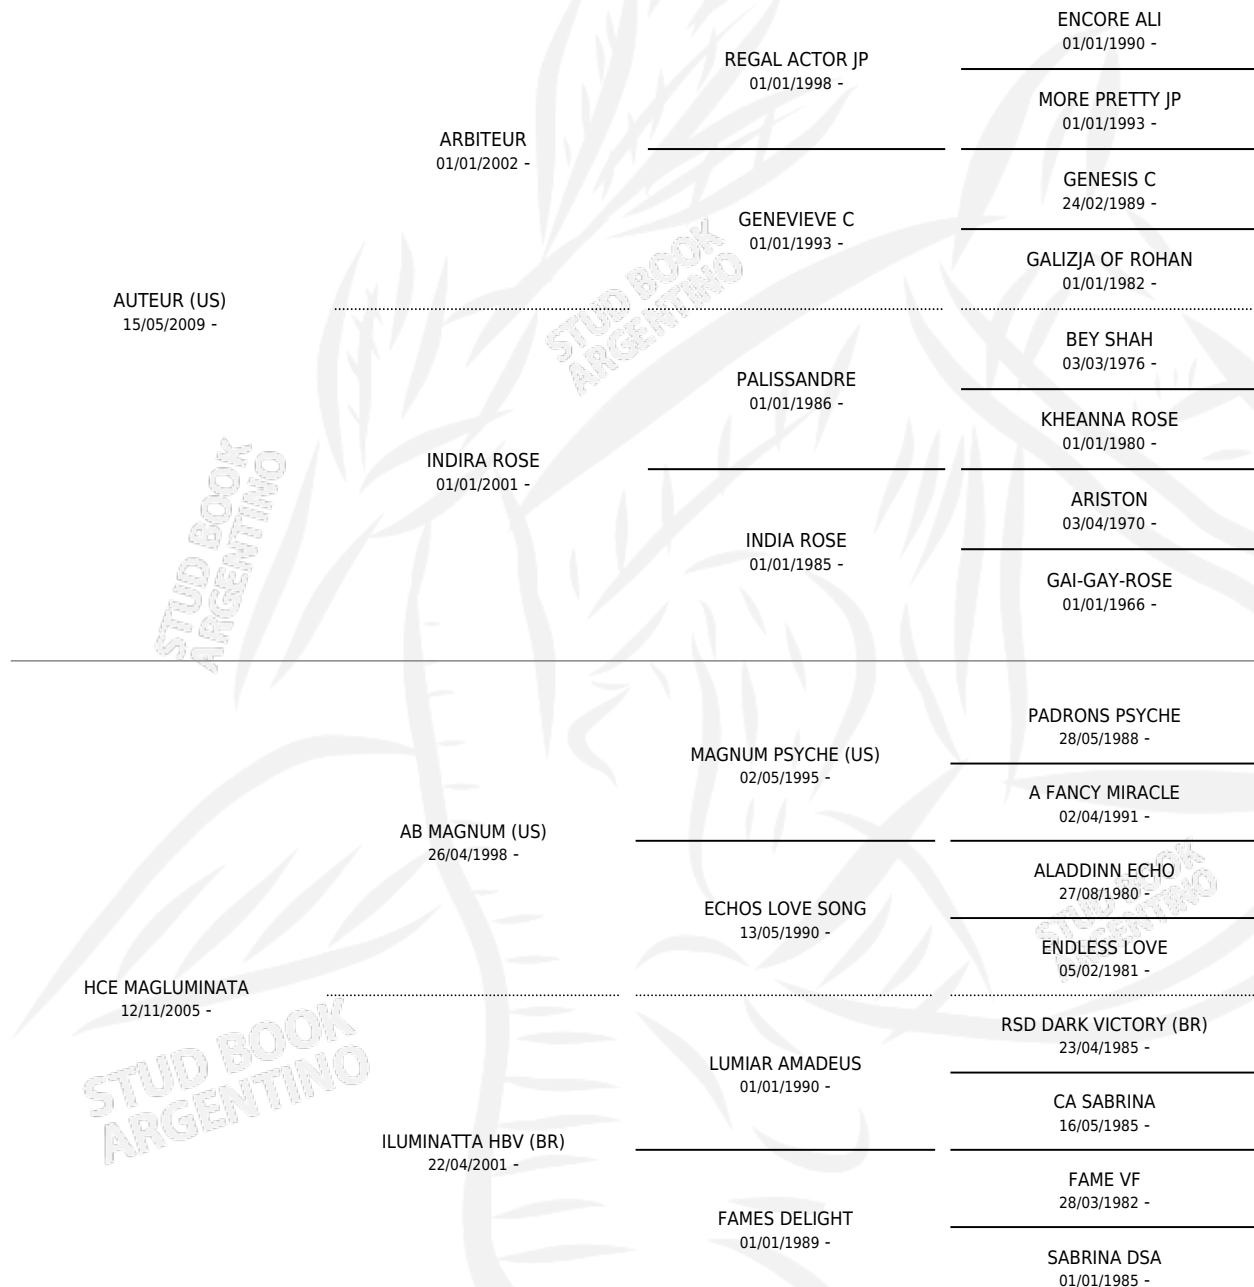 ENCORE ALI
01/01/1990 -
REGAL ACTOR JP
01/01/1998 -
MORE PRETTY JP
01/01/1993 -
ARBITEUR
01/01/2002 -
GENESIS C
24/02/1989 -
GENEVIEVE C
01/01/1993 -
GALIZJA OF ROHAN
01/01/1982 -
AUTEUR (US)
15/05/2009 -
STUD BOOK
ARGENTINO
BEY SHAH
03/03/1976 -
PALISSANDRE
01/01/1986 -
KHEANNA ROSE
01/01/1980 -
INDIRA ROSE
01/01/2001 -
ARISTON
03/04/1970 -
INDIA ROSE
01/01/1985 -
GAI-GAY-ROSE
01/01/1966 -
STUD BOOK
ARGENTINO
PADRONS PSYCHE
28/05/1988 -
MAGNUM PSYCHE (US)
02/05/1995 -
A FANCY MIRACLE
02/04/1991 -
AB MAGNUM (US)
26/04/1998 -
ALADDINN ECHO
27/08/1980 -
ECHOS LOVE SONG
13/05/1990 -
STUD BOOK
ARGENTINO
ENDLESS LOVE
05/02/1981 -
HCE MAGLUMINATA
12/11/2005 -
RSD DARK VICTORY (BR)
23/04/1985 -
LUMIAR AMADEUS
01/01/1990 -
STUD BOOK
ARGENTINO
CA SABRINA
16/05/1985 -
ILUMINATTA HBV (BR)
22/04/2001 -
FAME VF
28/03/1982 -
FAMES DELIGHT
01/01/1989 -
SABRINA DSA
01/01/1985 -